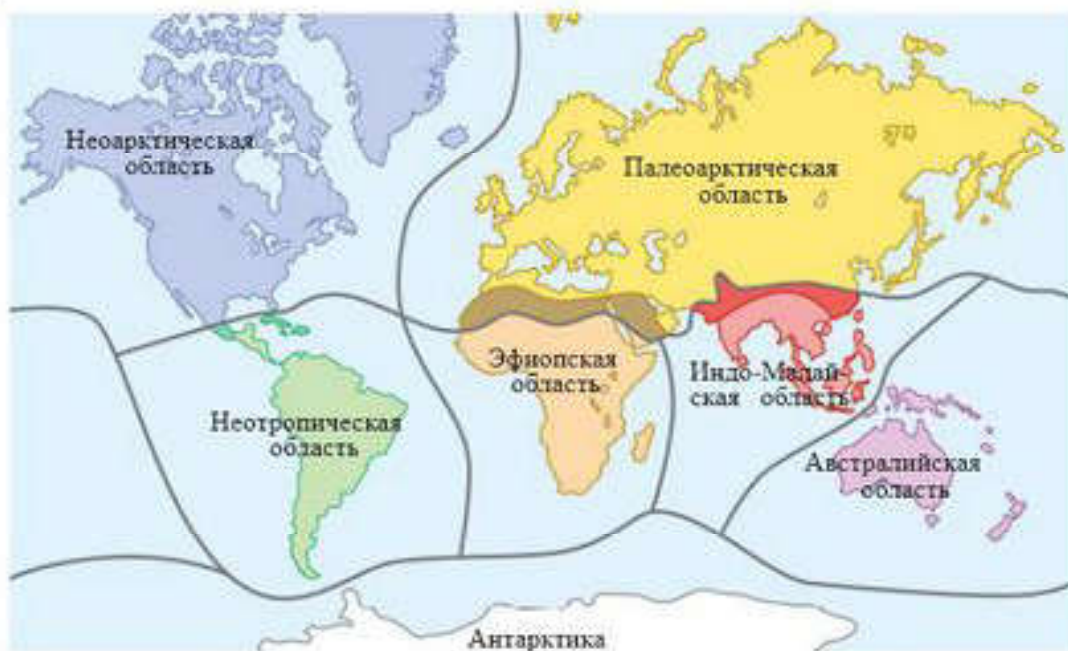 Неоарктическая
область
Палеоарктическая
область
Эфиопская
область
Индо-Малай-
ская область
Неотропическая
область
Австралийская
область
Антарктика